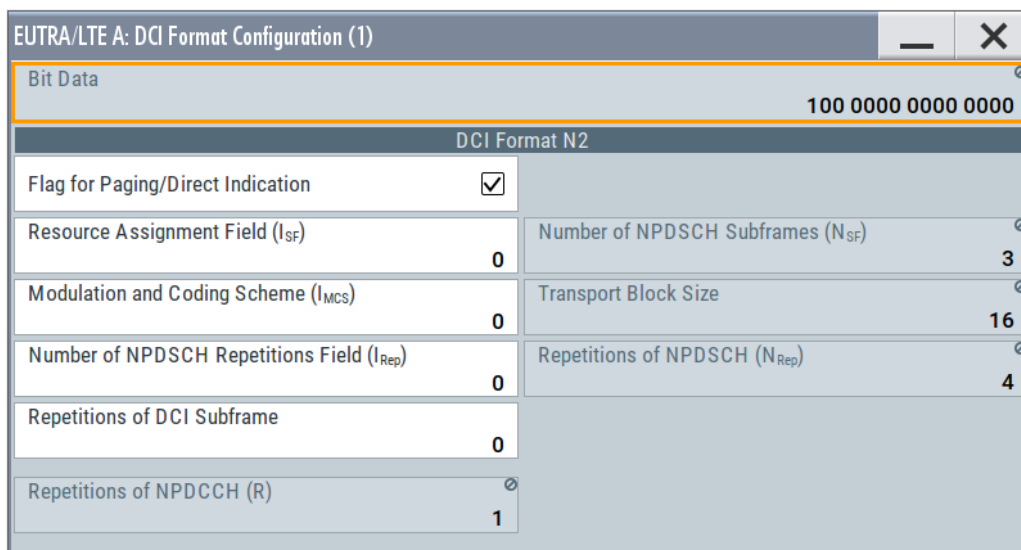 EUTRA/LTE A: DCI Format Configuration (1)
Bit Data
100 0000 0000 0000
DCI Format N2
Flag for Paging/Direct Indication
Resource Assignment Field (ISF)
0
Number of NPDSCH Subframes (NSF)
3
Modulation and Coding Scheme (IMCS)
0
Transport Block Size
16
Number of NPDSCH Repetitions Field (IRep)
0
Repetitions of NPDSCH (NRep)
4
Repetitions of DCI Subframe
0
Repetitions of NPDCCH (R)
1